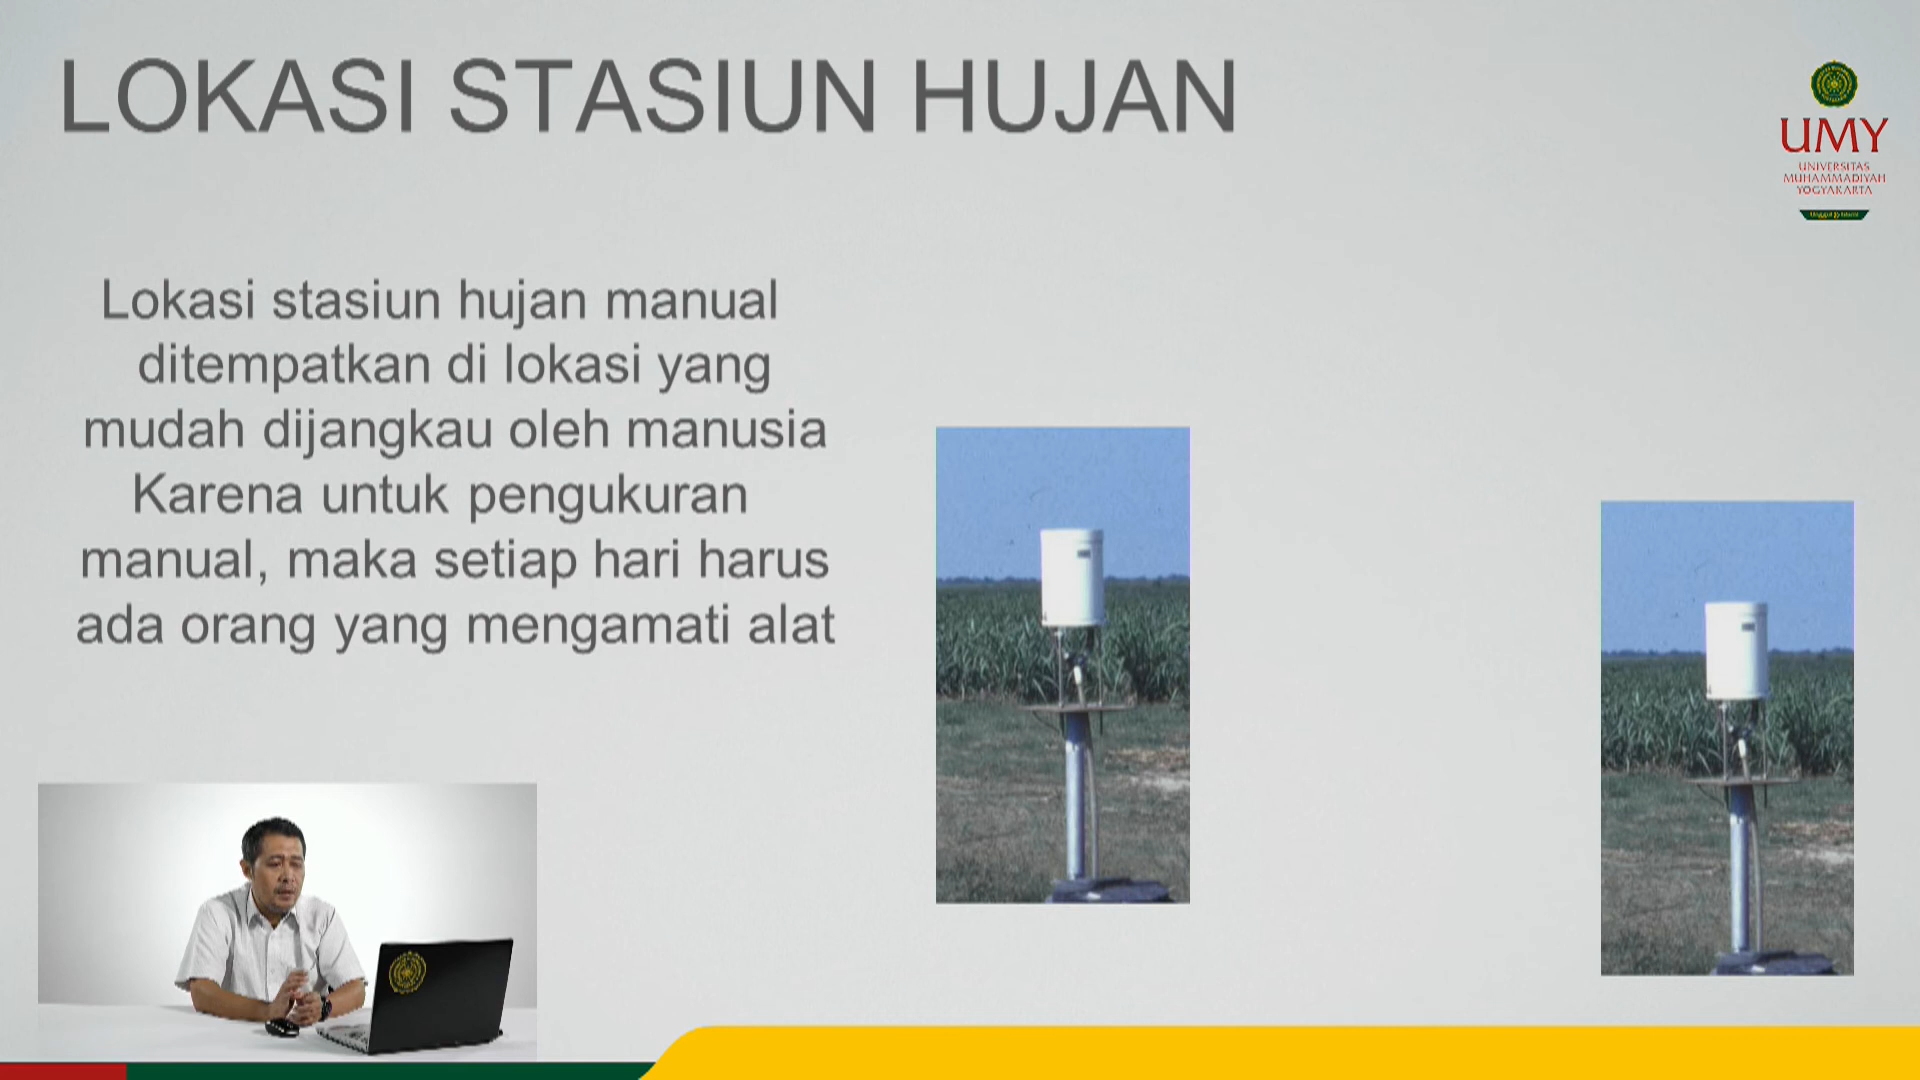 LOKASI STASIUN HUJAN
UMY
UNIVERSITAS
MUHAMMADIYAH
YOGYAKARTA
Lokasi stasiun hujan manual
ditempatkan di lokasi yang
mudah dijangkau oleh manusia
Karena untuk pengukuran
manual, maka setiap hari harus
ada orang yang mengamati alat